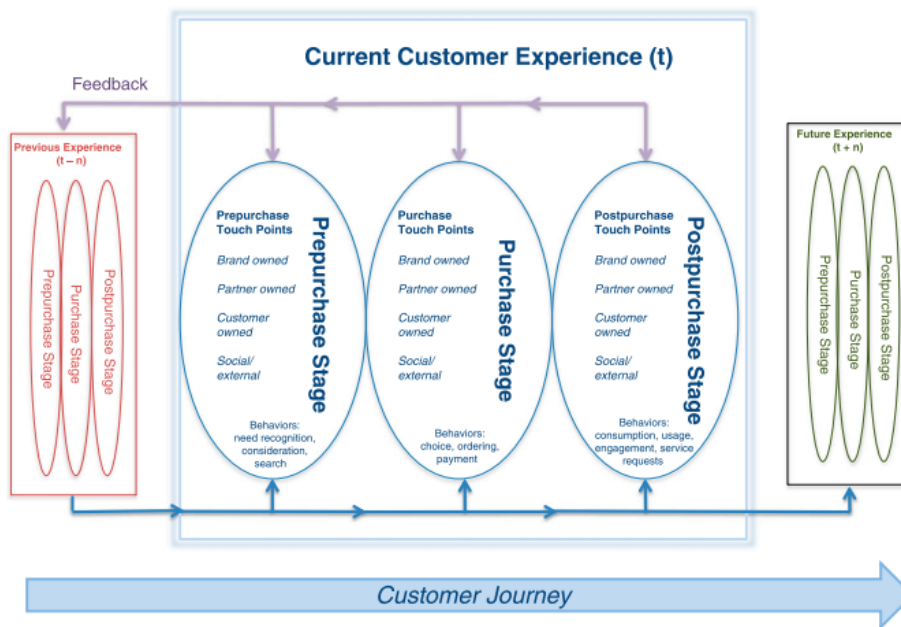 Current Customer Experience (t)
Feedback
Previous Experience
(t – n)
Prepurchase Stage
Purchase Stage
Postpurchase Stage
Prepurchase
Touch Points
Brand owned
Partner owned
Customer
owned
Social/
external
Prepurchase Stage
Behaviors:
need recognition,
consideration,
search
Purchase
Touch Points
Brand owned
Partner owned
Customer
owned
Social/
external
Purchase Stage
Behaviors:
choice, ordering,
payment
Postpurchase
Touch Points
Brand owned
Partner owned
Customer
owned
Social/
external
Postpurchase Stage
Behaviors:
consumption, usage,
engagement, service
requests
Future Experience
(t + n)
Prepurchase Stage
Purchase Stage
Postpurchase Stage
Customer Journey